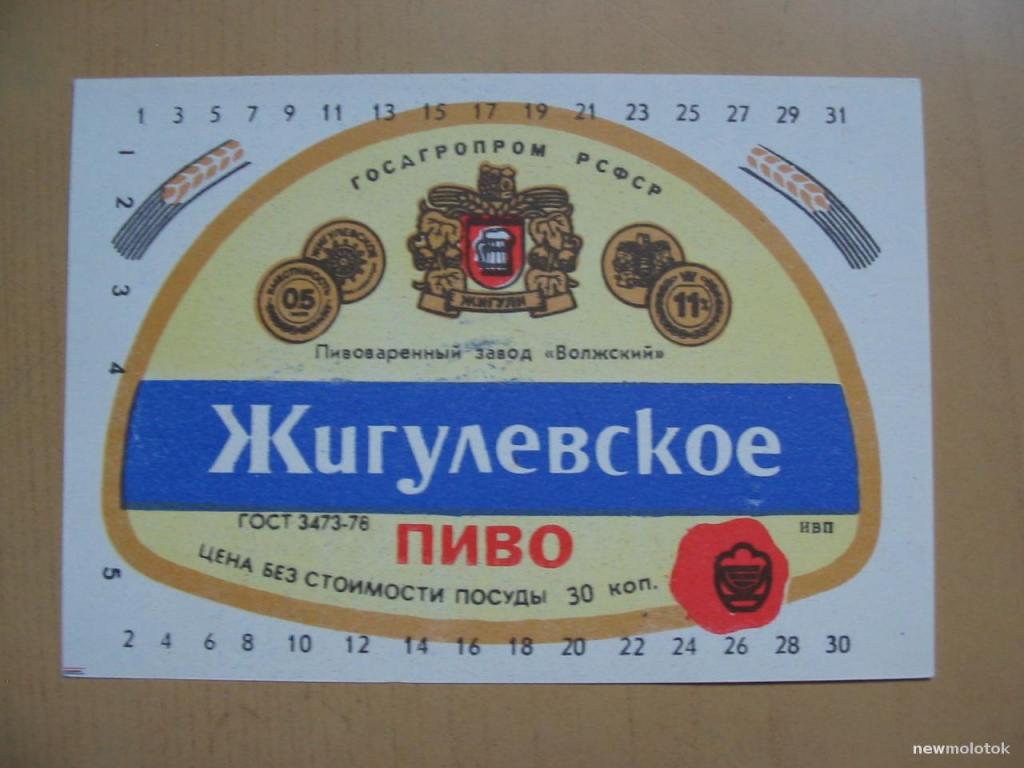 1 3 5 7 9 11 13 15 17 19 21 23 25 27 29 31
1
2
3
4
5
ГОСАГРОПРОМ РСФСР
ЖИГУЛЕВСКОЕ
05
11%
ЖИГУЛИ
Пивоваренный завод «Волжский»
Жигулевское
ГОСТ 3473-78
ПИВО
ИВП
ЦЕНА БЕЗ СТОИМОСТИ ПОСУДЫ 30 коп.
2 4 6 8 10 12 14 16 18 20 22 24 26 28 30
newmolotok